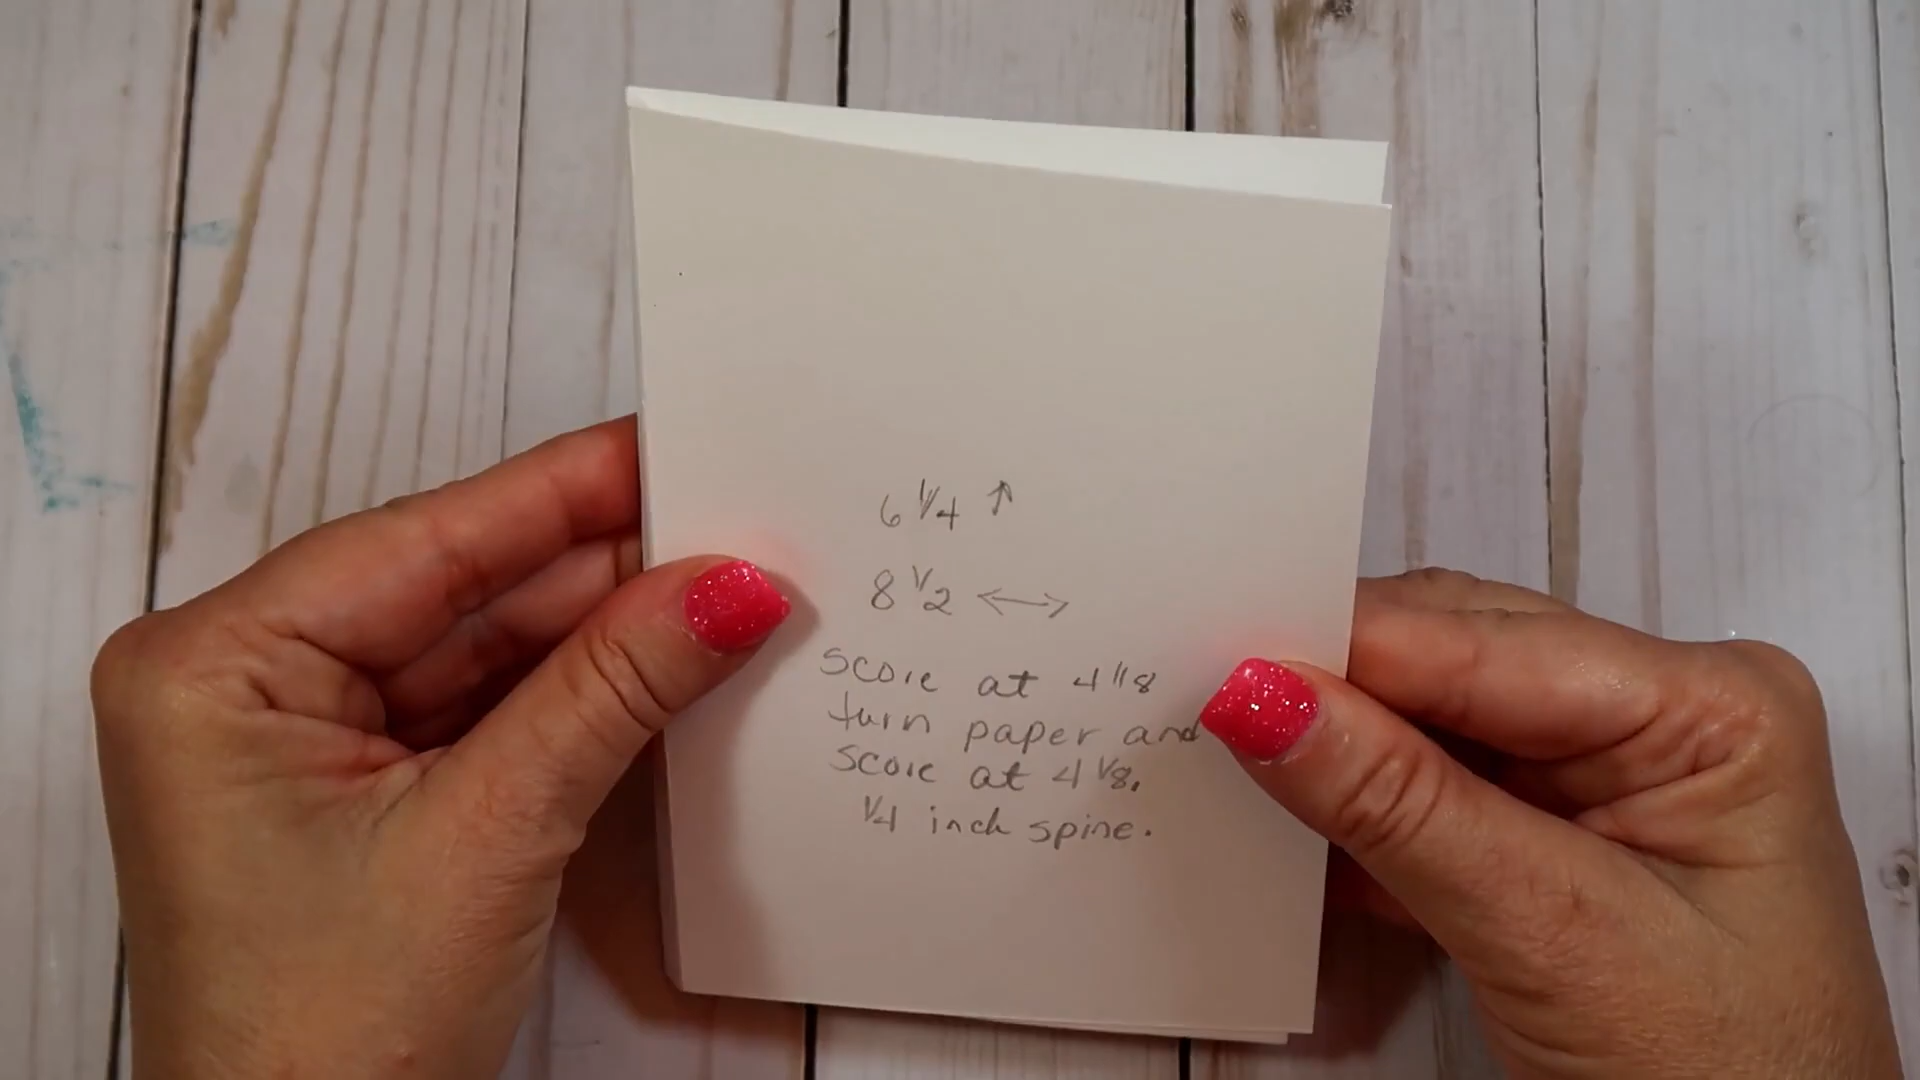 6 1/4 ↑
8 1/2 ↔
score at 4 1/8
turn paper and
score at 4 1/8.
1/4 inch spine.